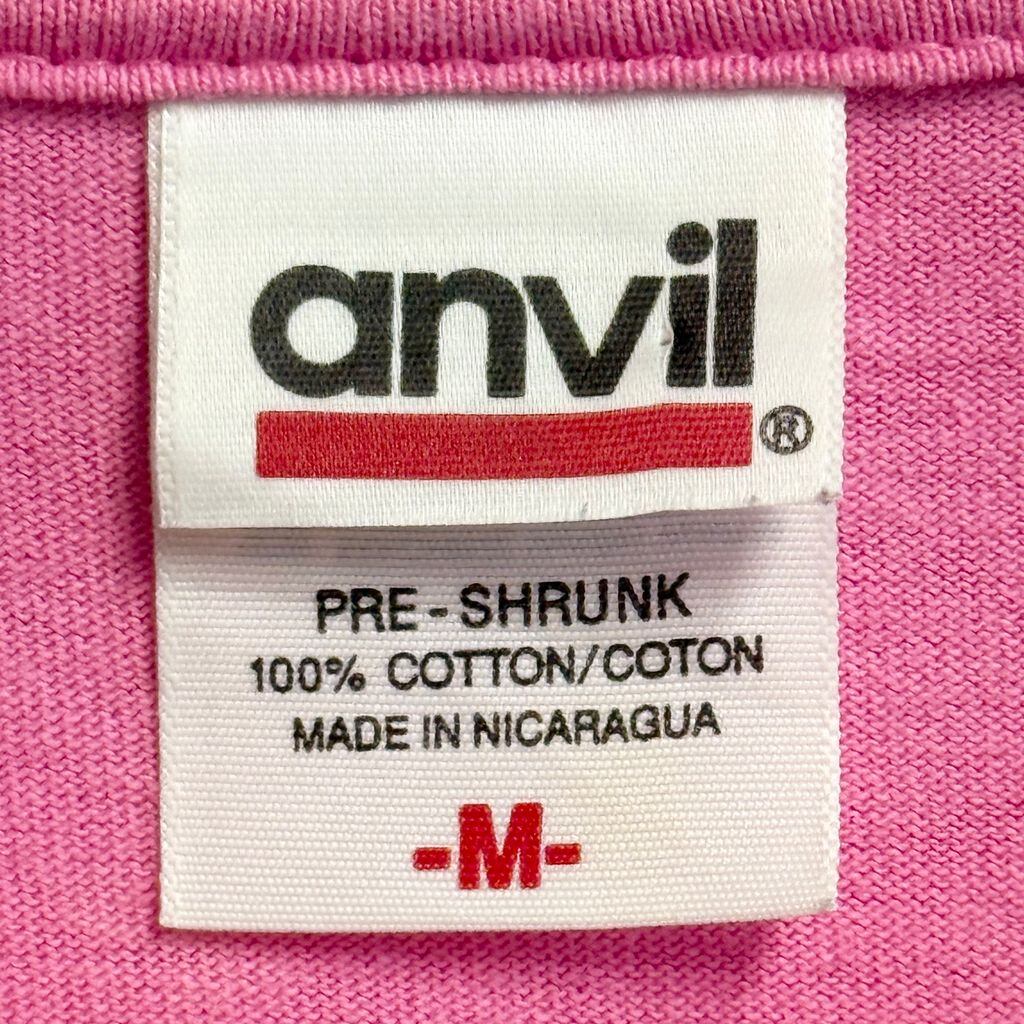 anvil®
PRE-SHRUNK
100% COTTON/COTON
MADE IN NICARAGUA
-M-